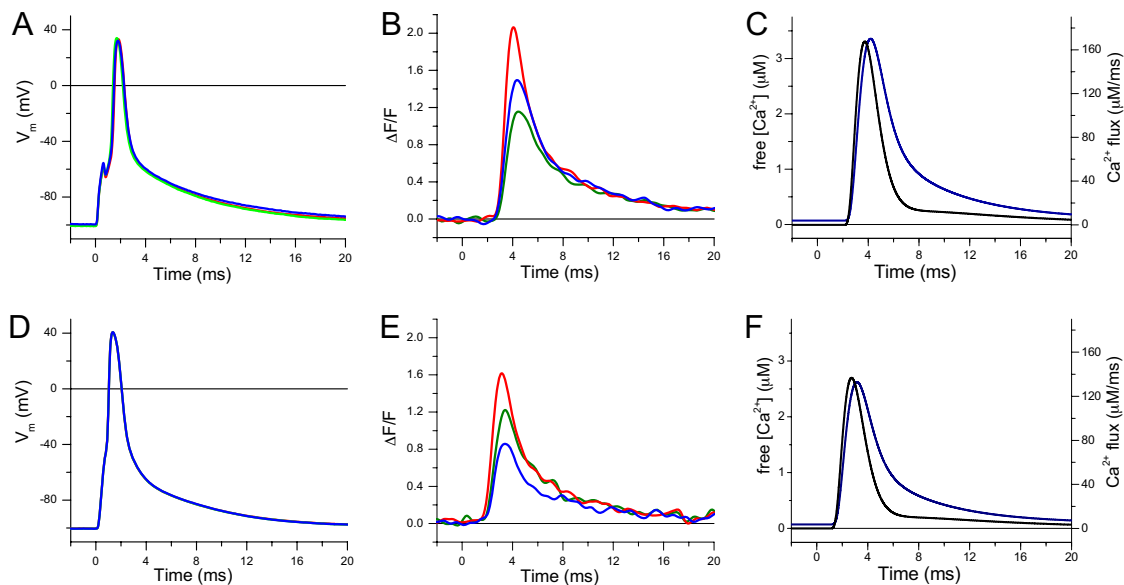 A
B
C
40
0
-40
-80
V_m (mV)
0 4 8 12 16 20
Time (ms)
2.0
1.6
1.2
0.8
0.4
0.0
ΔF/F
0 4 8 12 16 20
Time (ms)
3
2
1
0
free [Ca²⁺] (μM)
160
120
80
40
0
Ca²⁺ flux (μM/ms)
0 4 8 12 16 20
Time (ms)
D
E
F
40
0
-40
-80
V_m (mV)
0 4 8 12 16 20
Time (ms)
2.0
1.6
1.2
0.8
0.4
0.0
ΔF/F
0 4 8 12 16 20
Time (ms)
3
2
1
0
free [Ca²⁺] (μM)
160
120
80
40
0
Ca²⁺ flux (μM/ms)
0 4 8 12 16 20
Time (ms)